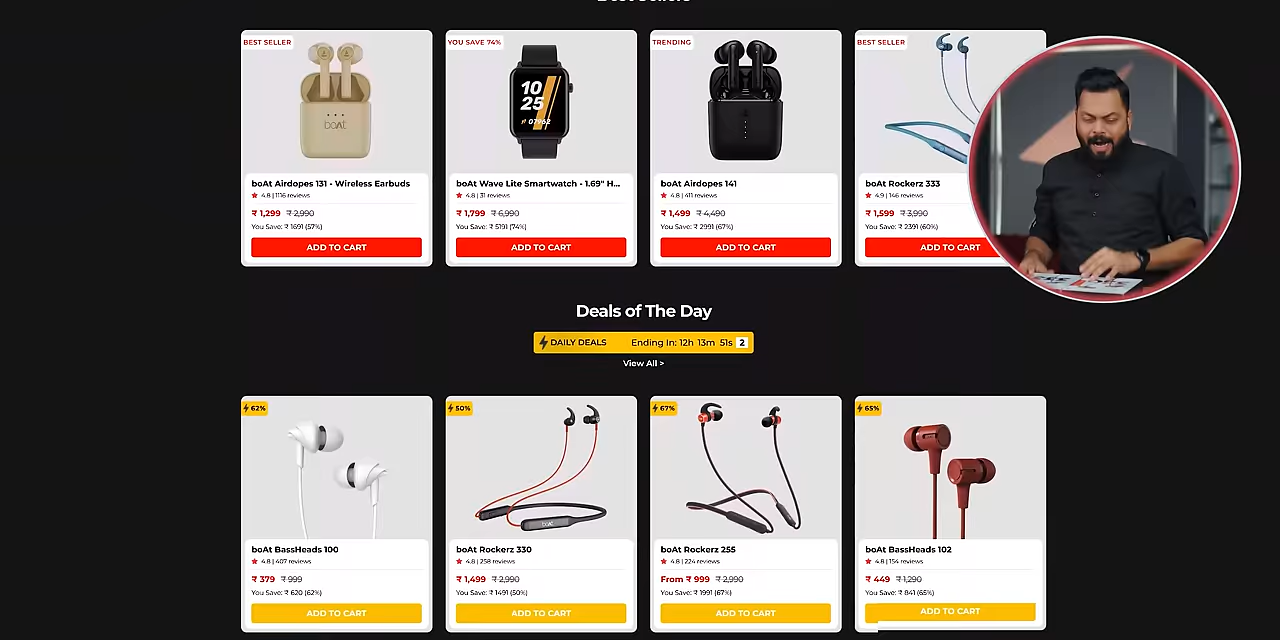 BEST SELLER
boAt
boAt Airdopes 131 - Wireless Earbuds
4.8 | 1116 reviews
₹ 1,299 ₹ 2,990
You Save: ₹ 1691 (57%)
ADD TO CART
YOU SAVE 74%
10
25
07962
boAt Wave Lite Smartwatch - 1.69" H...
4.8 | 31 reviews
₹ 1,799 ₹ 6,990
You Save: ₹ 5191 (74%)
ADD TO CART
TRENDING
boAt Airdopes 141
4.8 | 411 reviews
₹ 1,499 ₹ 4,490
You Save: ₹ 2991 (67%)
ADD TO CART
BEST SELLER
boAt Rockerz 333
4.9 | 146 reviews
₹ 1,599 ₹ 3,990
You Save: ₹ 2391 (60%)
ADD TO CART
Deals of The Day
DAILY DEALS Ending In: 12h 13m 51s 2
View All >
62%
boAt BassHeads 100
4.8 | 407 reviews
₹ 379 ₹ 999
You Save: ₹ 620 (62%)
ADD TO CART
50%
boAt
boAt Rockerz 330
4.8 | 258 reviews
₹ 1,499 ₹ 2,990
You Save: ₹ 1491 (50%)
ADD TO CART
67%
boAt Rockerz 255
4.8 | 224 reviews
From ₹ 999 ₹ 2,990
You Save: ₹ 1991 (67%)
ADD TO CART
65%
boAt BassHeads 102
4.8 | 154 reviews
₹ 449 ₹ 1,290
You Save: ₹ 841 (65%)
ADD TO CART